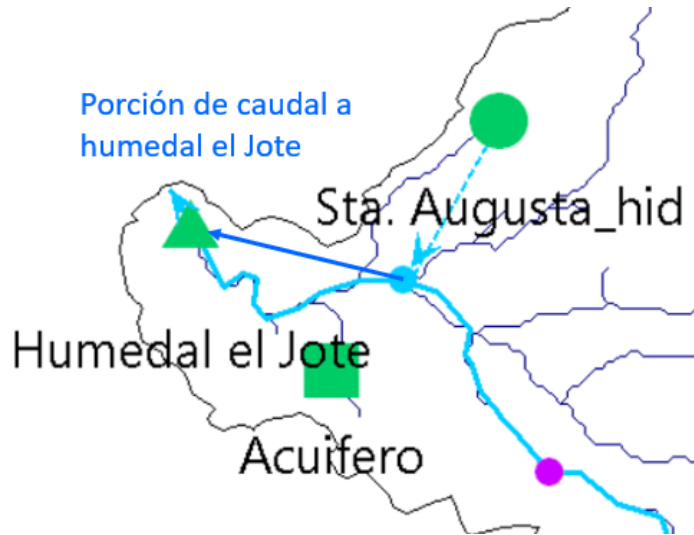 Porción de caudal a
humedal el Jote
Sta. Augusta_hid
Humedal el Jote
Acuifero